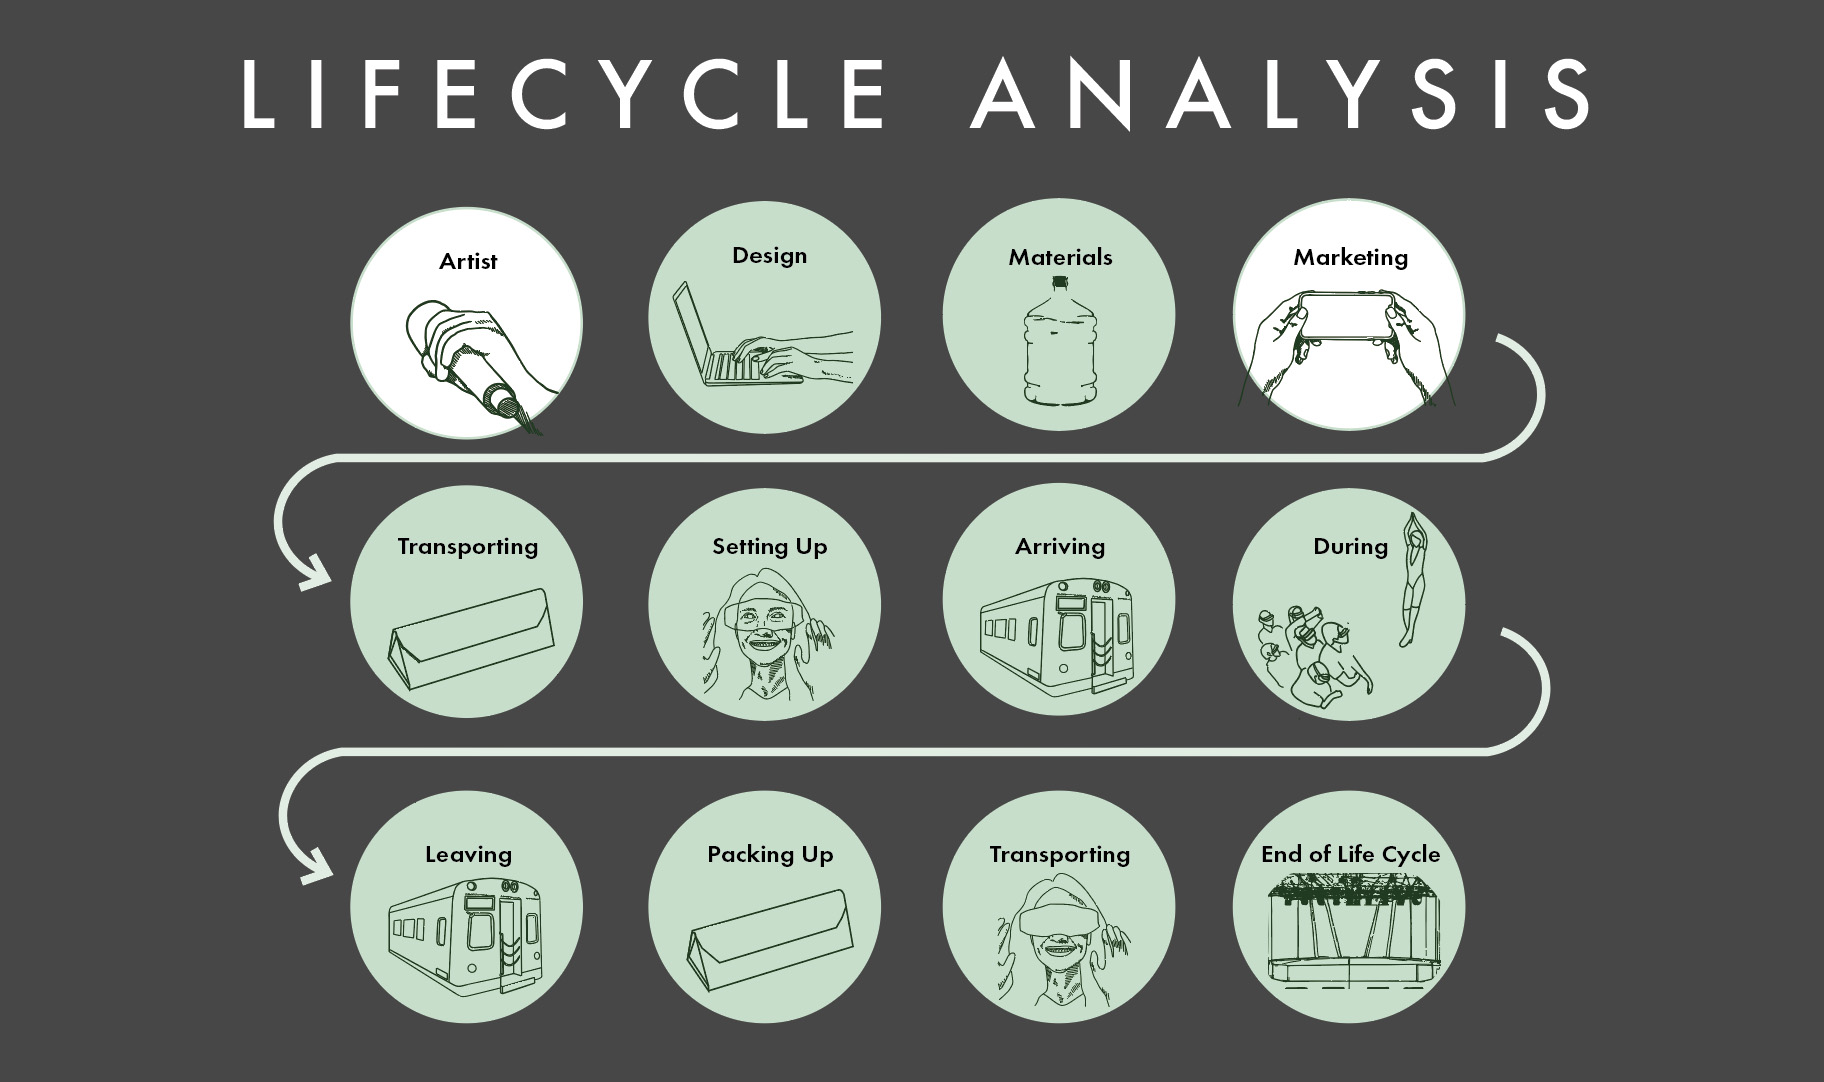 LIFECYCLE ANALYSIS
Artist
Design
Materials
Marketing
Transporting
Setting Up
Arriving
During
Leaving
Packing Up
Transporting
End of Life Cycle